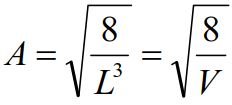 A = √(8/L³) = √(8/V)